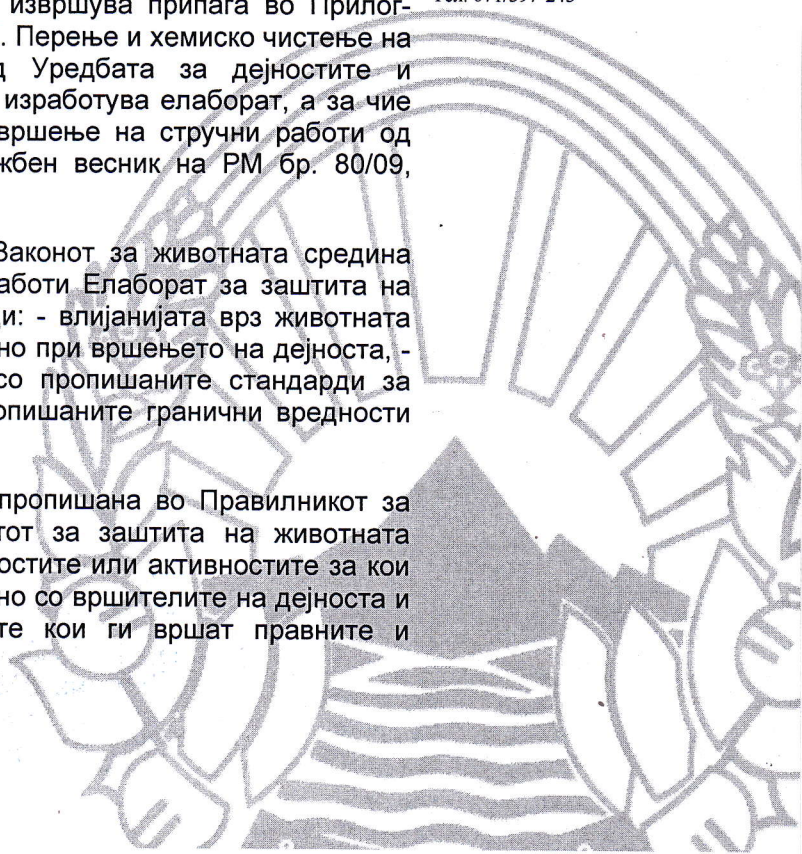 извршува припаѓа во Прилог-
. Перење и хемиско чистење на
Уредбата за дејностите и
изработува елаборат, а за чие
вршење на стручни работи од
жбен весник на РМ бр. 80/09,
Законот за животната средина
аботи Елаборат за заштита на
ди: - влијанијата врз животната
но при вршењето на дејноста, -
со пропишаните стандарди за
опишаните гранични вредности
пропишана во Правилникот за
тот за заштита на животната
остите или активностите за кои
но со вршителите на дејноста и
те кои ги вршат правните и